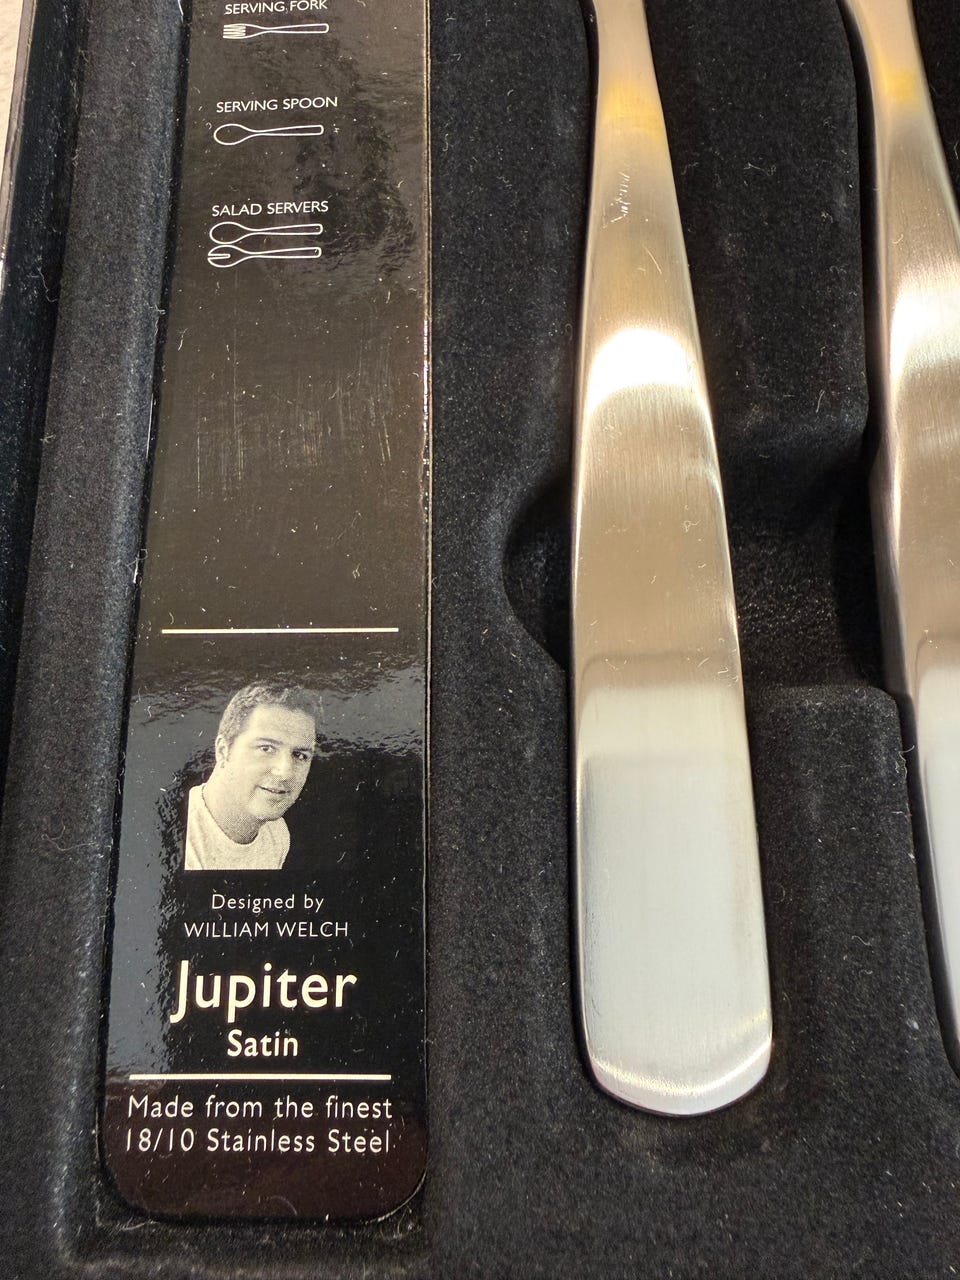 SERVING FORK
SERVING SPOON
SALAD SERVERS
Designed by
WILLIAM WELCH
Jupiter
Satin
Made from the finest
18/10 Stainless Steel